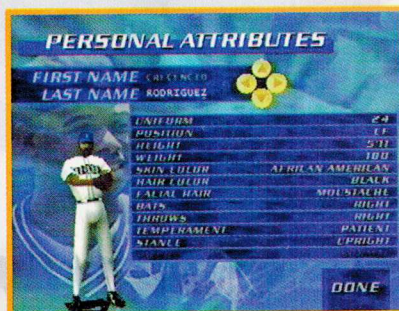 PERSONAL ATTRIBUTES
FIRST NAME CRECENCIO
LAST NAME RODRIGUEZ
UNIFORM 24
POSITION CF
HEIGHT 5'11
WEIGHT 180
SKIN COLOR AFRICAN AMERICAN
HAIR COLOR BLACK
FACIAL HAIR MOUSTACHE
BATS RIGHT
THROWS RIGHT
TEMPERAMENT PATIENT
STANCE UPRIGHT
DONE